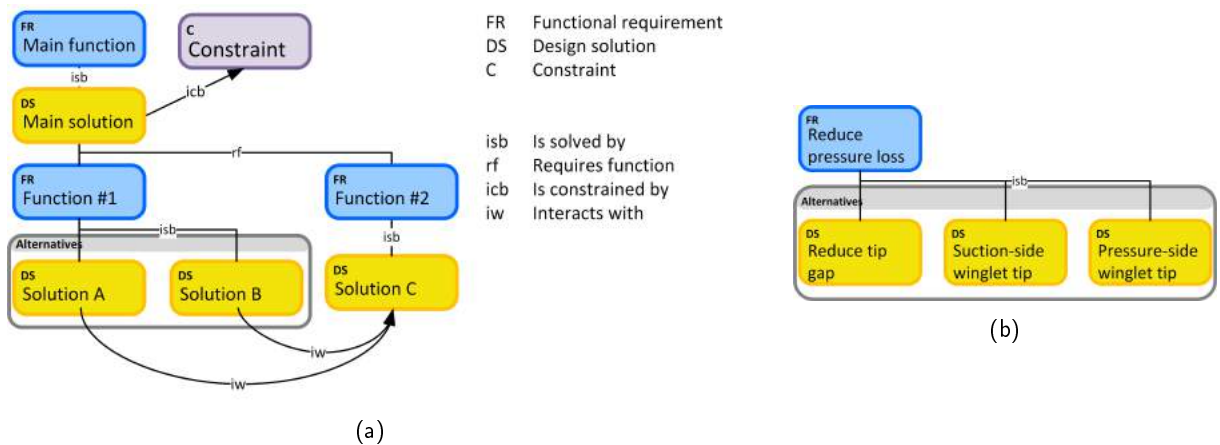 FR
Main function
C
Constraint
isb
icb
DS
Main solution
rf
FR
Function #1
FR
Function #2
isb
isb
Alternatives
DS
Solution A
DS
Solution B
DS
Solution C
iw
iw
(a)
FR Functional requirement
DS Design solution
C Constraint
isb Is solved by
rf Requires function
icb Is constrained by
iw Interacts with
FR
Reduce
pressure loss
isb
Alternatives
DS
Reduce tip
gap
DS
Suction-side
winglet tip
DS
Pressure-side
winglet tip
(b)